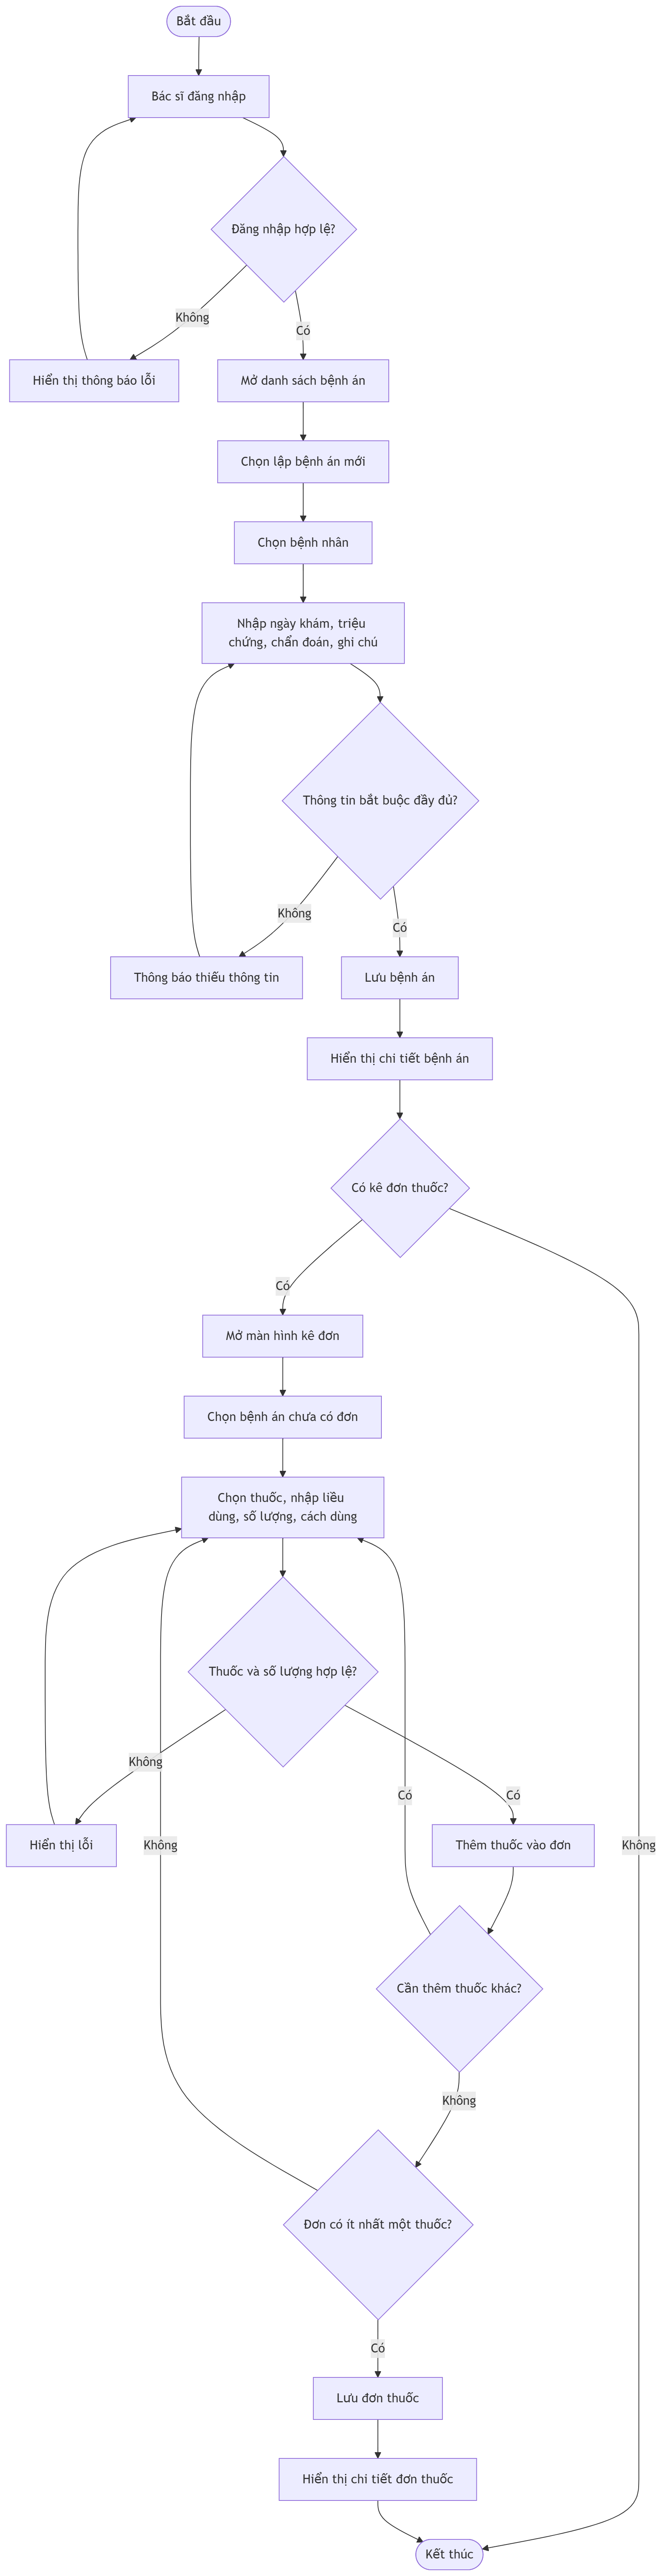 Bắt đầu
Bác sĩ đăng nhập
Đăng nhập hợp lệ?
Không
Có
Hiển thị thông báo lỗi
Mở danh sách bệnh án
Chọn lập bệnh án mới
Chọn bệnh nhân
Nhập ngày khám, triệu
chứng, chẩn đoán, ghi chú
Thông tin bắt buộc đầy đủ?
Không
Có
Thông báo thiếu thông tin
Lưu bệnh án
Hiển thị chi tiết bệnh án
Có kê đơn thuốc?
Có
Mở màn hình kê đơn
Chọn bệnh án chưa có đơn
Chọn thuốc, nhập liều
dùng, số lượng, cách dùng
Thuốc và số lượng hợp lệ?
Không
Có
Có
Hiển thị lỗi
Không
Thêm thuốc vào đơn
Không
Cần thêm thuốc khác?
Không
Đơn có ít nhất một thuốc?
Có
Lưu đơn thuốc
Hiển thị chi tiết đơn thuốc
Kết thúc